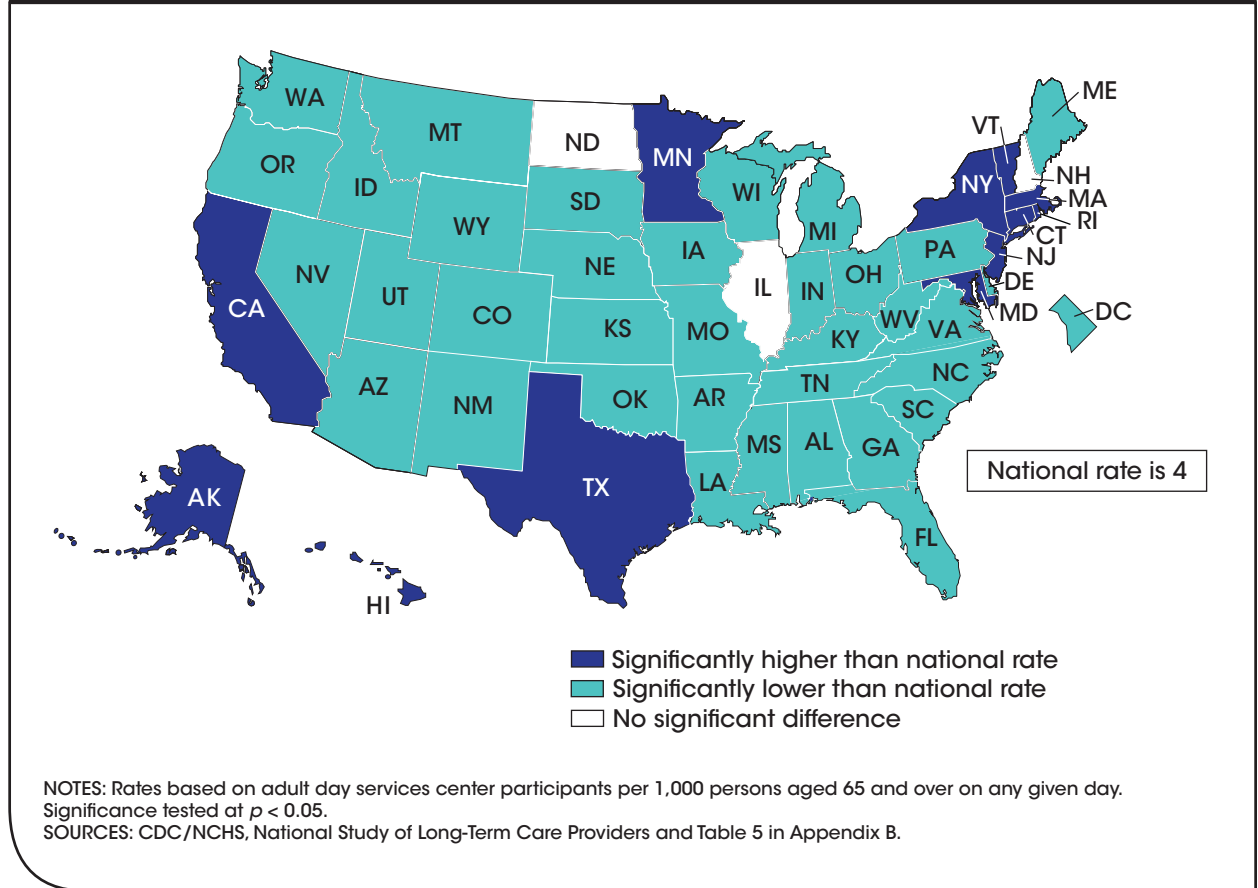 WA
MT
ND
MN
OR
ID
WY
SD
WI
MI
NY
VT
ME
NH
MA
RI
CT
NJ
DE
MD
DC
NV
UT
CO
NE
IA
IL
IN
OH
PA
CA
KS
MO
KY
WV
VA
AZ
NM
OK
AR
TN
NC
SC
MS
AL
GA
LA
TX
FL
AK
HI
National rate is 4
Significantly higher than national rate
Significantly lower than national rate
No significant difference
NOTES: Rates based on adult day services center participants per 1,000 persons aged 65 and over on any given day.
Significance tested at p < 0.05.
SOURCES: CDC/NCHS, National Study of Long-Term Care Providers and Table 5 in Appendix B.